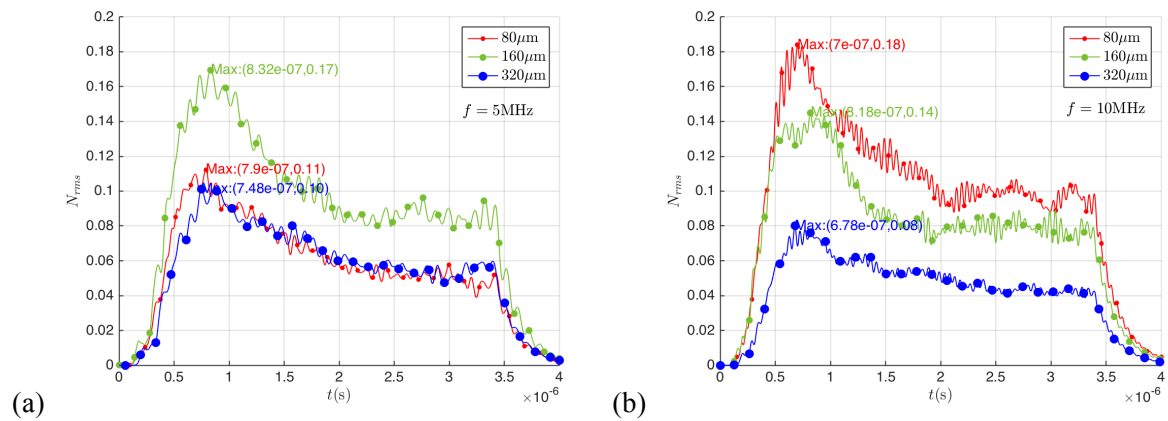 0.2
0.18
0.16
0.14
0.12
0.1
0.08
0.06
0.04
0.02
0
N_{rms}
Max:(8.32e-07,0.17)
Max:(7.9e-07,0.11)
Max:(7.48e-07,0.10)
80μm
160μm
320μm
f = 5MHz
0 0.5 1 1.5 2 2.5 3 3.5 4
t(s)
×10^{-6}
(a)
0.2
0.18
0.16
0.14
0.12
0.1
0.08
0.06
0.04
0.02
0
N_{rms}
Max:(7e-07,0.18)
Max:(8.18e-07,0.14)
Max:(6.78e-07,0.08)
80μm
160μm
320μm
f = 10MHz
0 0.5 1 1.5 2 2.5 3 3.5 4
t(s)
×10^{-6}
(b)